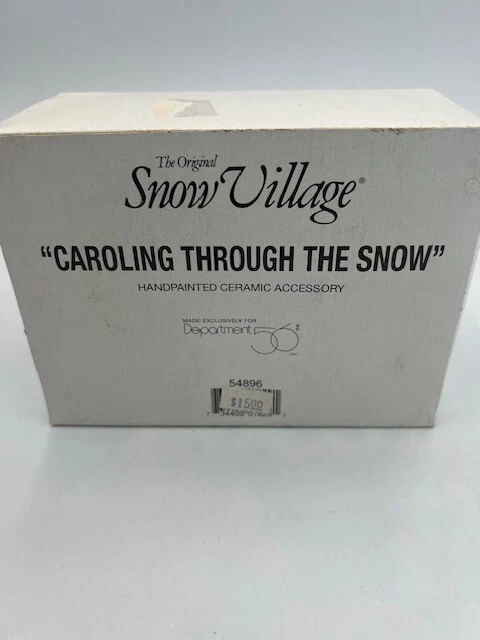 The Original
Snow Village®
"CAROLING THROUGH THE SNOW"
HANDPAINTED CERAMIC ACCESSORY
MADE EXCLUSIVELY FOR
Department 56®
INC.
54896
$15.00